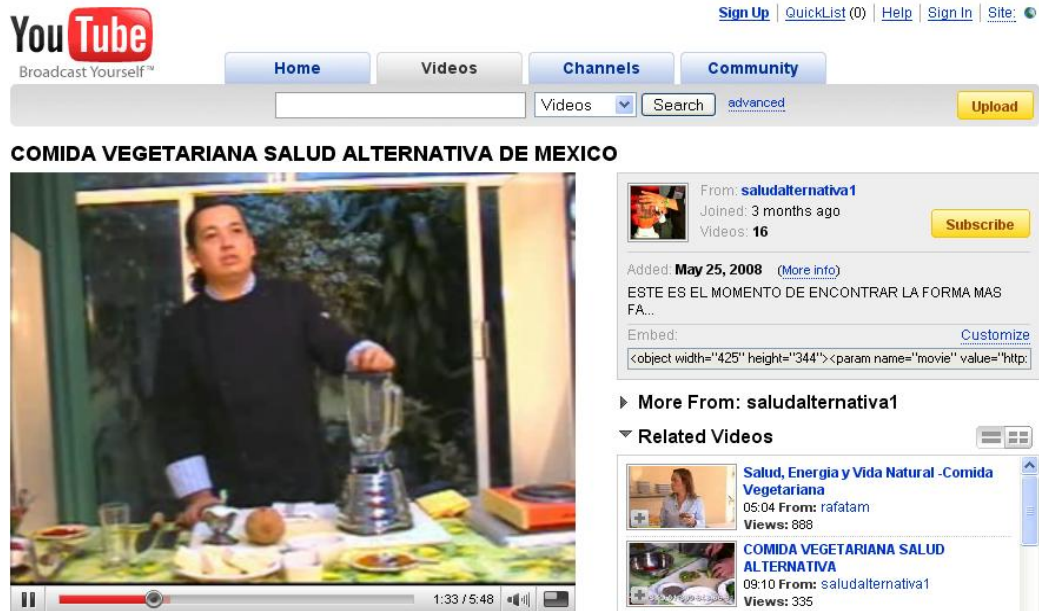 Sign Up | QuickList (0) | Help | Sign In | Site:
YouTube
Broadcast Yourself™
Home Videos Channels Community
Videos Search advanced Upload
COMIDA VEGETARIANA SALUD ALTERNATIVA DE MEXICO
From: saludalternativa1
Joined: 3 months ago
Videos: 16
Subscribe
Added: May 25, 2008 (More info)
ESTE ES EL MOMENTO DE ENCONTRAR LA FORMA MAS
FA...
Embed: Customize
<object width="425" height="344"><param name="movie" value="http:
More From: saludalternativa1
Related Videos
Salud, Energia y Vida Natural -Comida
Vegetariana
05:04 From: rafatam
Views: 888
COMIDA VEGETARIANA SALUD
ALTERNATIVA
09:10 From: saludalternativa1
Views: 335
1:33 / 5:48